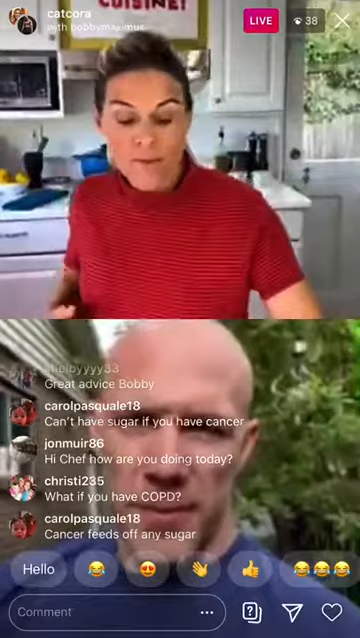 CUISINE!
catcora
with bobbymaximus
LIVE
38
shelbyyyy33
Great advice Bobby
carolpasquale18
Can't have sugar if you have cancer
jonmuir86
Hi Chef how are you doing today?
christi235
What if you have COPD?
carolpasquale18
Cancer feeds off any sugar
Hello
Comment